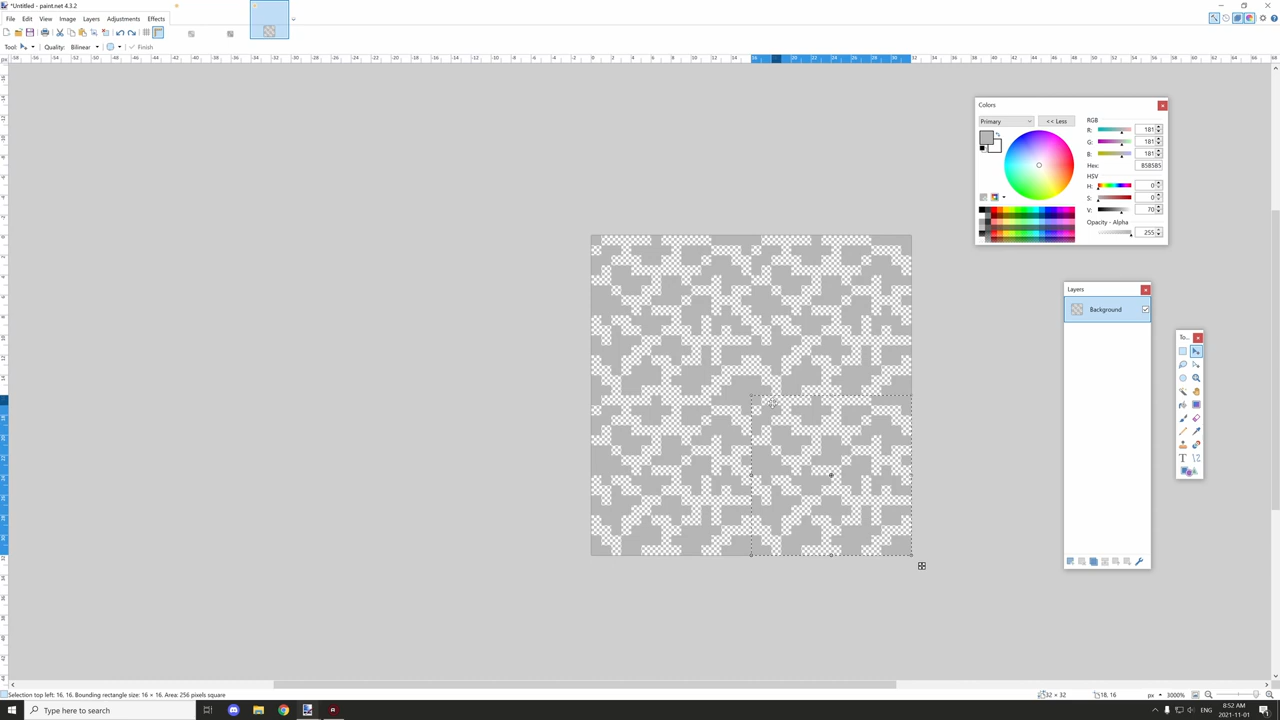 *Untitled - paint.net 4.3.2
File Edit View Image Layers Adjustments Effects
Tool: Quality: Bilinear Finish
px
Colors
Primary << Less
RGB
R: 181
G: 181
B: 181
Hex: B5B5B5
HSV
H: 0
S: 0
V: 70
Opacity - Alpha
255
Layers
Background
To...
T
Selection top left: 16, 16. Bounding rectangle size: 16 × 16. Area: 256 pixels square 32 × 32 18, 16 px 3000%
Type here to search ENG 8:52 AM
2021-11-01